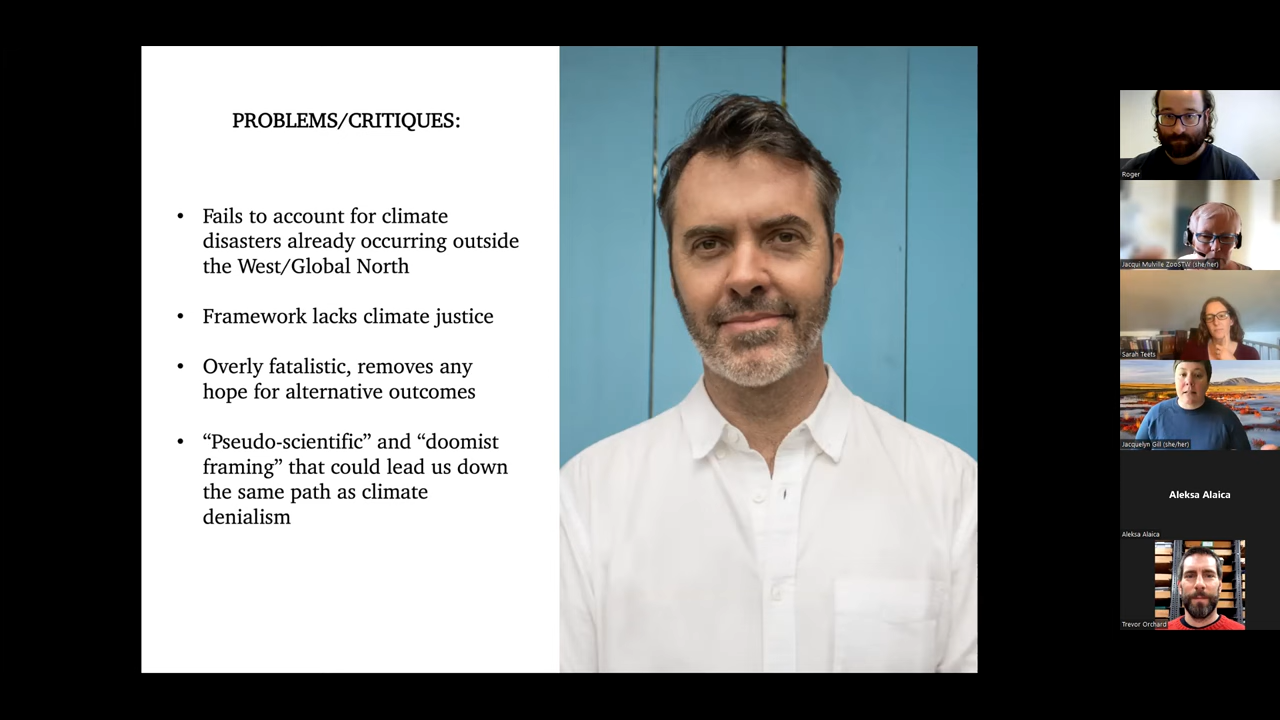 PROBLEMS/CRITIQUES:
• Fails to account for climate
disasters already occurring outside
the West/Global North
• Framework lacks climate justice
• Overly fatalistic, removes any
hope for alternative outcomes
• “Pseudo-scientific” and “doomist
framing” that could lead us down
the same path as climate
denialism
Roger
Jacqui Mulville ZooSTW (she/her)
Sarah Teets
Jacquelyn Gill (she/her)
Aleksa Alaica
Aleksa Alaica
Trevor Orchard